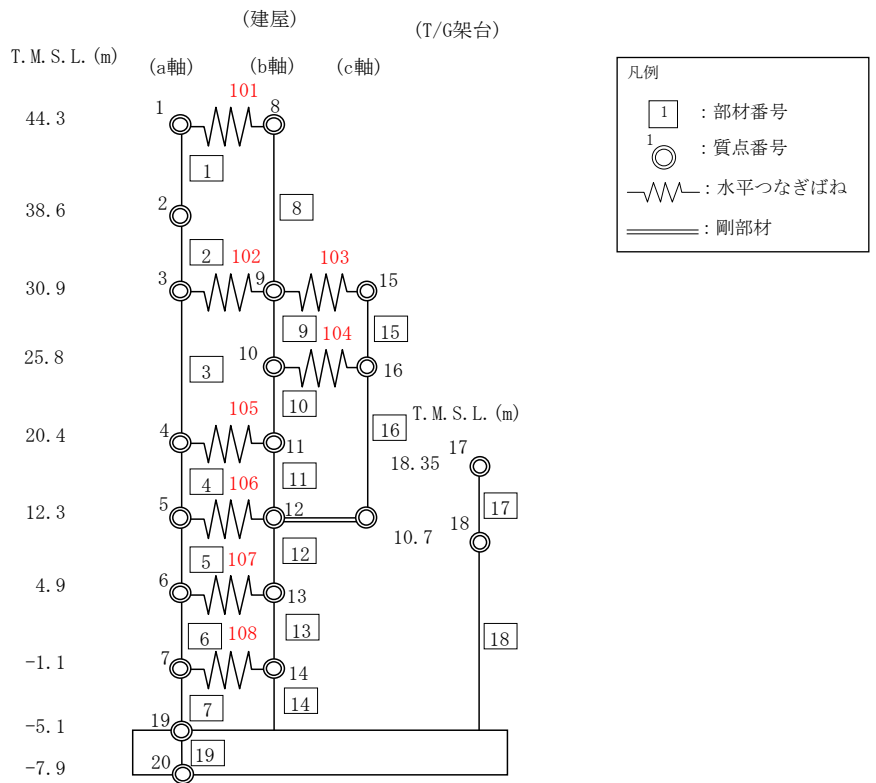 (建屋)
(T/G架台)
T.M.S.L.(m)
(a軸) (b軸) (c軸)
凡例
1 : 部材番号
1 : 質点番号
: 水平つなぎばね
: 剛部材
101
44.3 1 8
1
38.6 2 8
2 102 103
30.9 3 9 15
9 104 15
25.8 10 16
3
10 T.M.S.L.(m)
105 16
20.4 4 11 17
18.35
4 106 11 17
12.3 5 12 18
10.7
5 107 12
4.9 6 13
6 108 13 18
-1.1 7 14
7 14
-5.1 19
19
-7.9 20